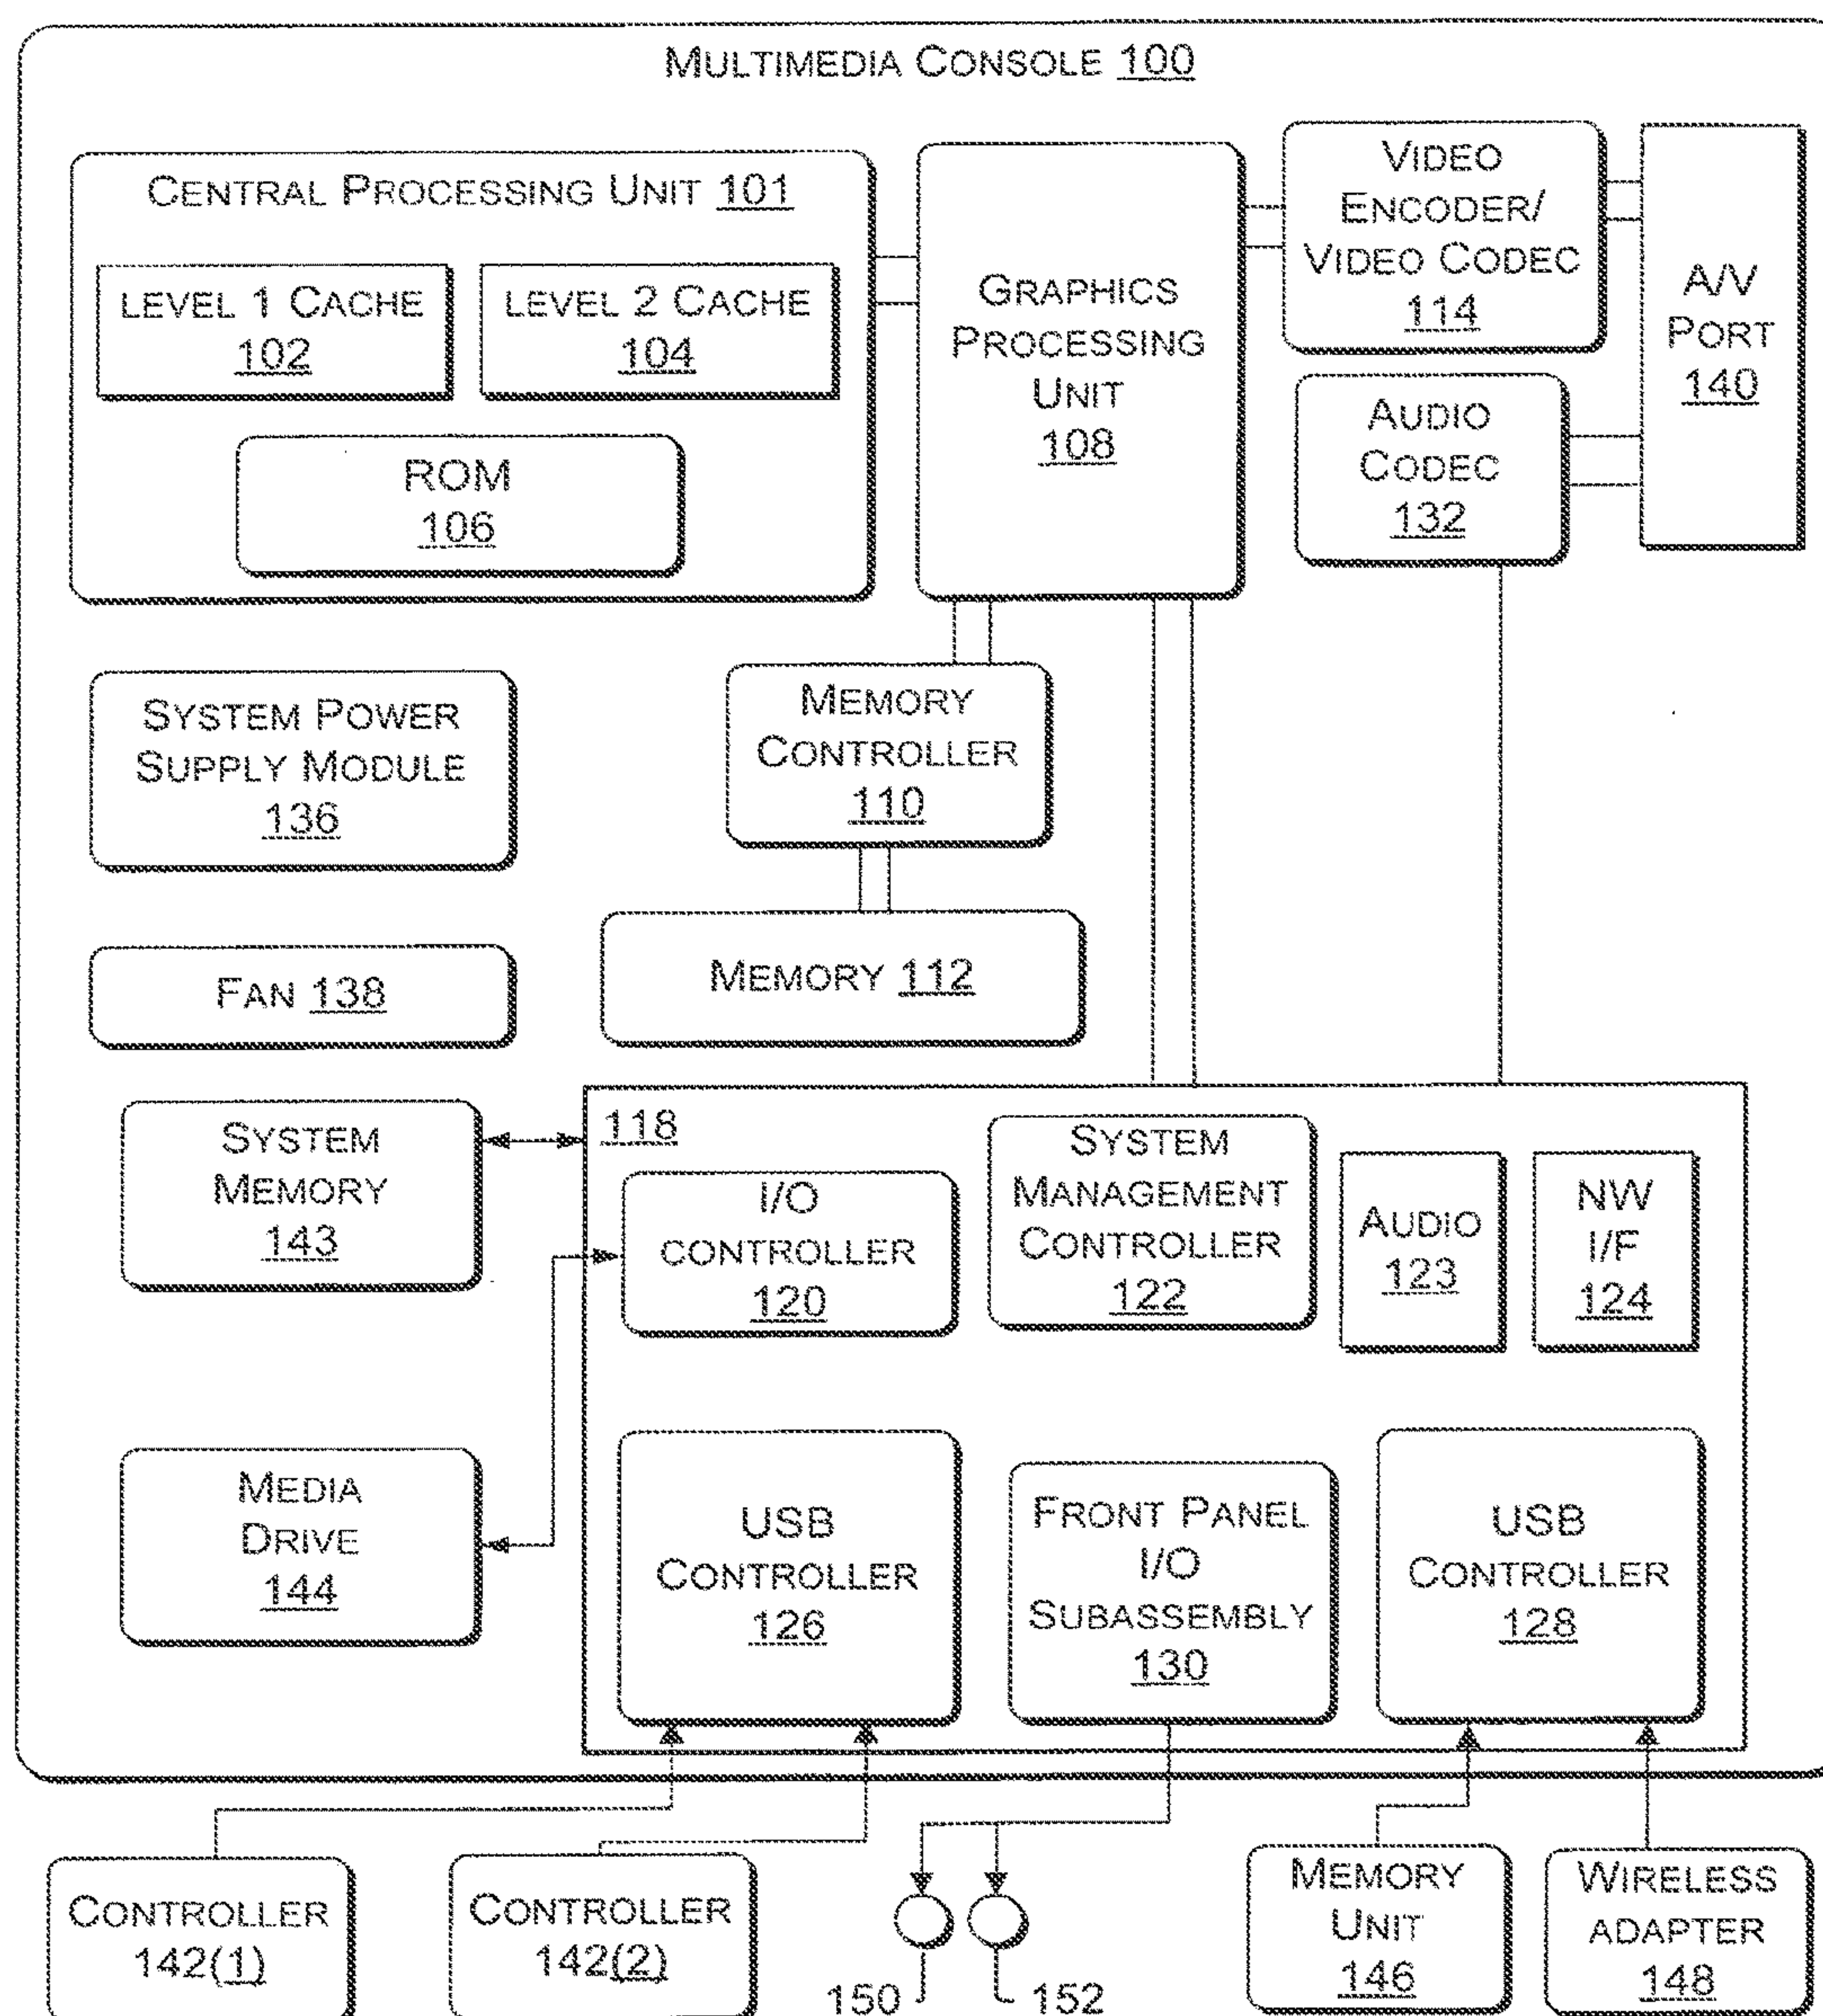 MULTIMEDIA CONSOLE 100
CENTRAL PROCESSING UNIT 101
LEVEL 1 CACHE
102
LEVEL 2 CACHE
104
ROM
106
GRAPHICS
PROCESSING
UNIT
108
VIDEO
ENCODER/
VIDEO CODEC
114
A/V
PORT
140
AUDIO
CODEC
132
SYSTEM POWER
SUPPLY MODULE
136
MEMORY
CONTROLLER
110
FAN 138
MEMORY 112
SYSTEM
MEMORY
143
118
I/O
CONTROLLER
120
SYSTEM
MANAGEMENT
CONTROLLER
122
AUDIO
123
NW
I/F
124
MEDIA
DRIVE
144
USB
CONTROLLER
126
FRONT PANEL
I/O
SUBASSEMBLY
130
USB
CONTROLLER
128
CONTROLLER
142(1)
CONTROLLER
142(2)
150
152
MEMORY
UNIT
146
WIRELESS
ADAPTER
148